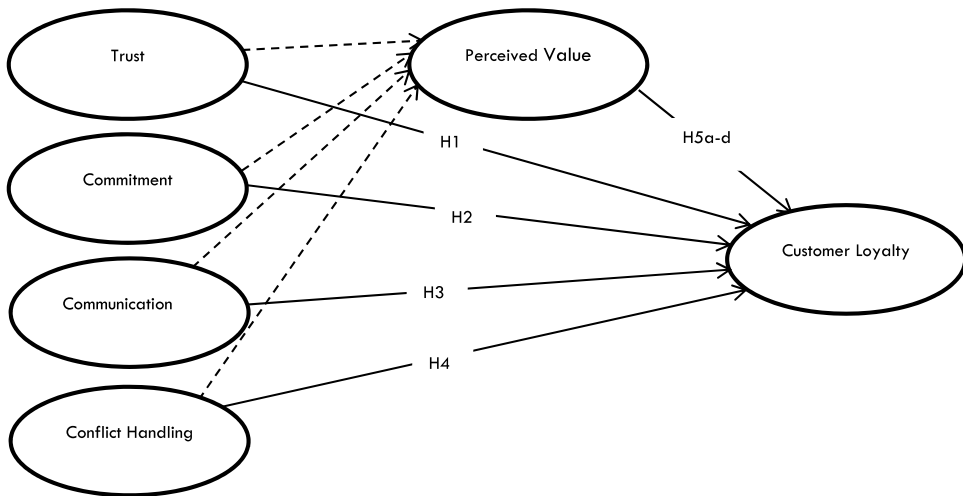 Trust
Perceived Value
H1
H5a-d
Commitment
H2
Customer Loyalty
Communication
H3
H4
Conflict Handling